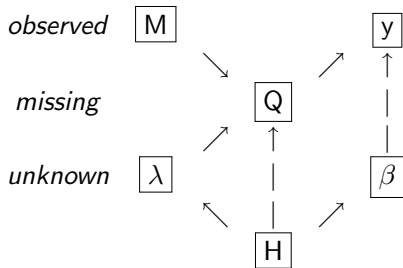 observed M y
missing Q
unknown λ β
H